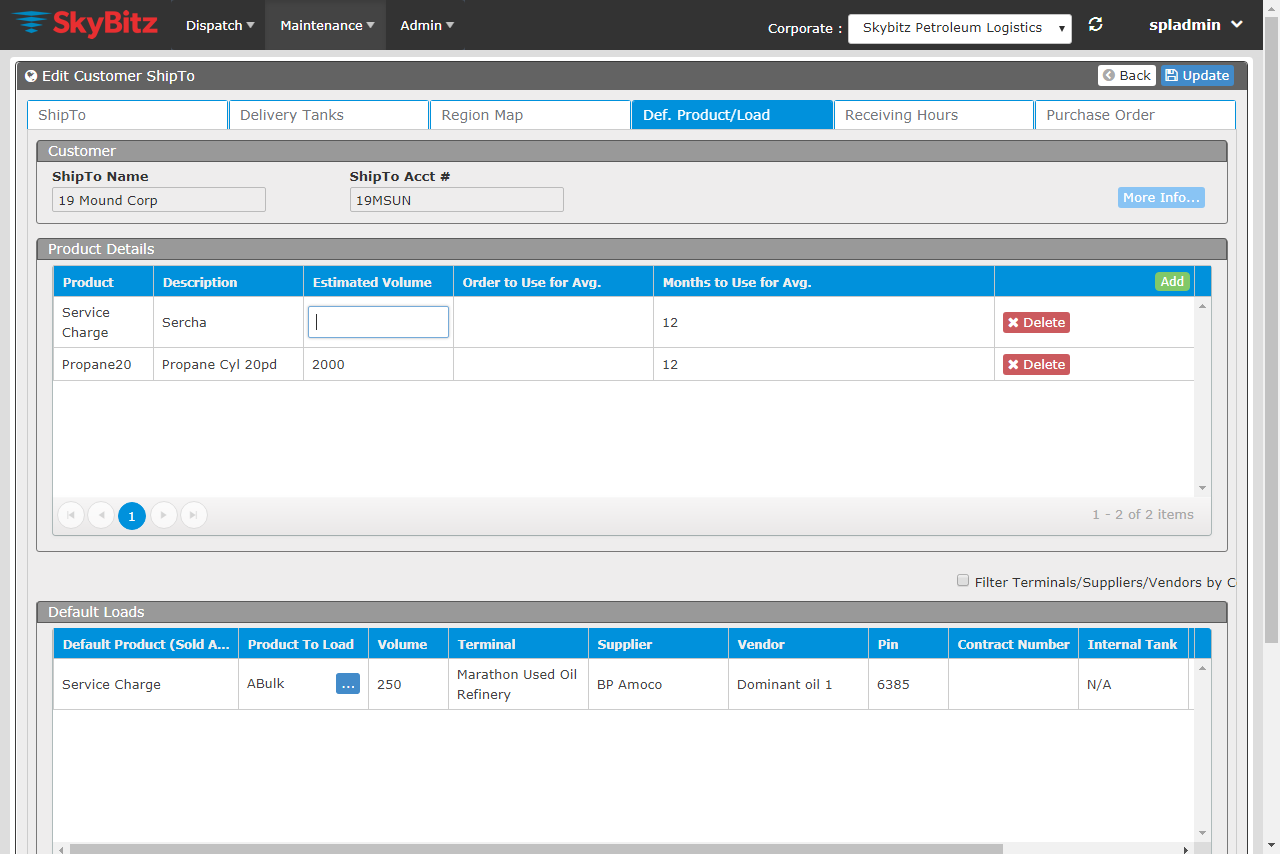 SkyBitz
Dispatch
Maintenance
Admin
Corporate :
Skybitz Petroleum Logistics
spladmin
Edit Customer ShipTo
Back
Update
ShipTo
Delivery Tanks
Region Map
Def. Product/Load
Receiving Hours
Purchase Order
Customer
ShipTo Name
ShipTo Acct #
19 Mound Corp
19MSUN
More Info...
Product Details
Product
Description
Estimated Volume
Order to Use for Avg.
Months to Use for Avg.
Add
Service
Charge
Sercha
12
Delete
Propane20
Propane Cyl 20pd
2000
12
Delete
1
1 - 2 of 2 items
Filter Terminals/Suppliers/Vendors by C
Default Loads
Default Product (Sold A...
Product To Load
Volume
Terminal
Supplier
Vendor
Pin
Contract Number
Internal Tank
Service Charge
ABulk
...
250
Marathon Used Oil
Refinery
BP Amoco
Dominant oil 1
6385
N/A